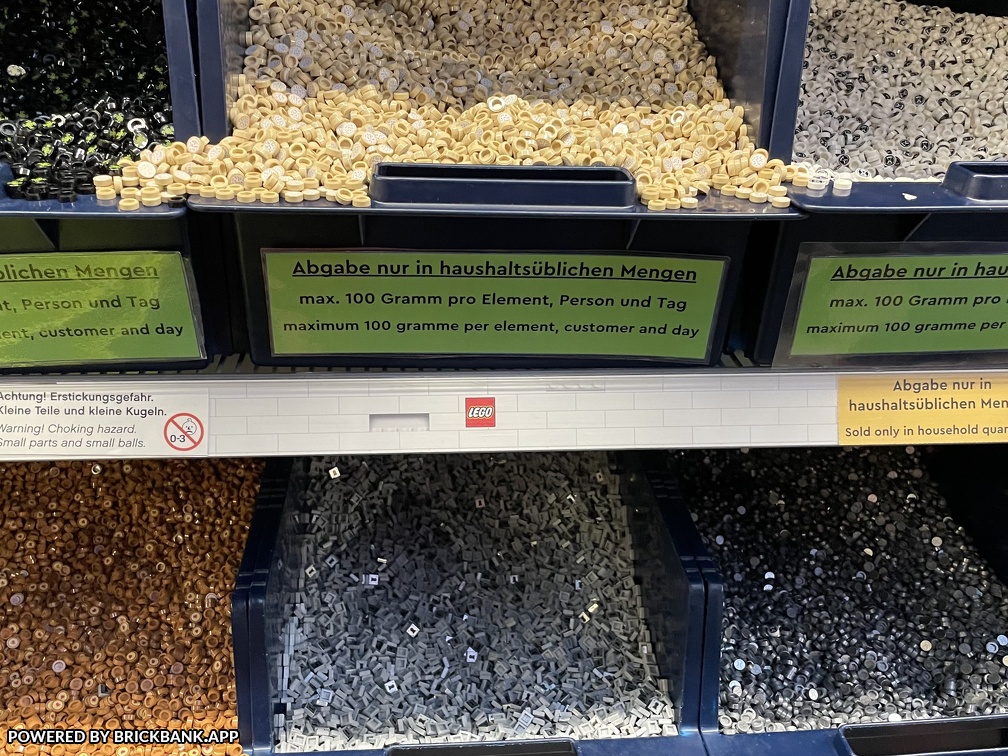 blichen Mengen
t, Person und Tag
ent, customer and day
Abgabe nur in haushaltsüblichen Mengen
max. 100 Gramm pro Element, Person und Tag
maximum 100 gramme per element, customer and day
Abgabe nur in hau
max. 100 Gramm pro
maximum 100 gramme per
Achtung! Erstickungsgefahr.
Kleine Teile und kleine Kugeln.
Warning! Choking hazard.
Small parts and small balls.
0-3
LEGO
Abgabe nur in
haushaltsüblichen Men
Sold only in household quan
POWERED BY BRICKBANK.APP